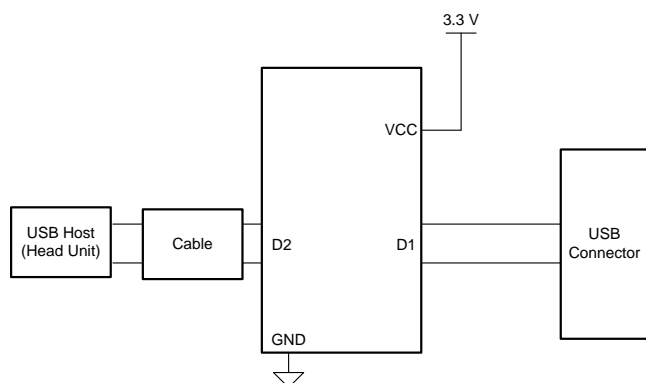 3.3 V
VCC
USB Host
(Head Unit)
Cable
D2
D1
USB
Connector
GND